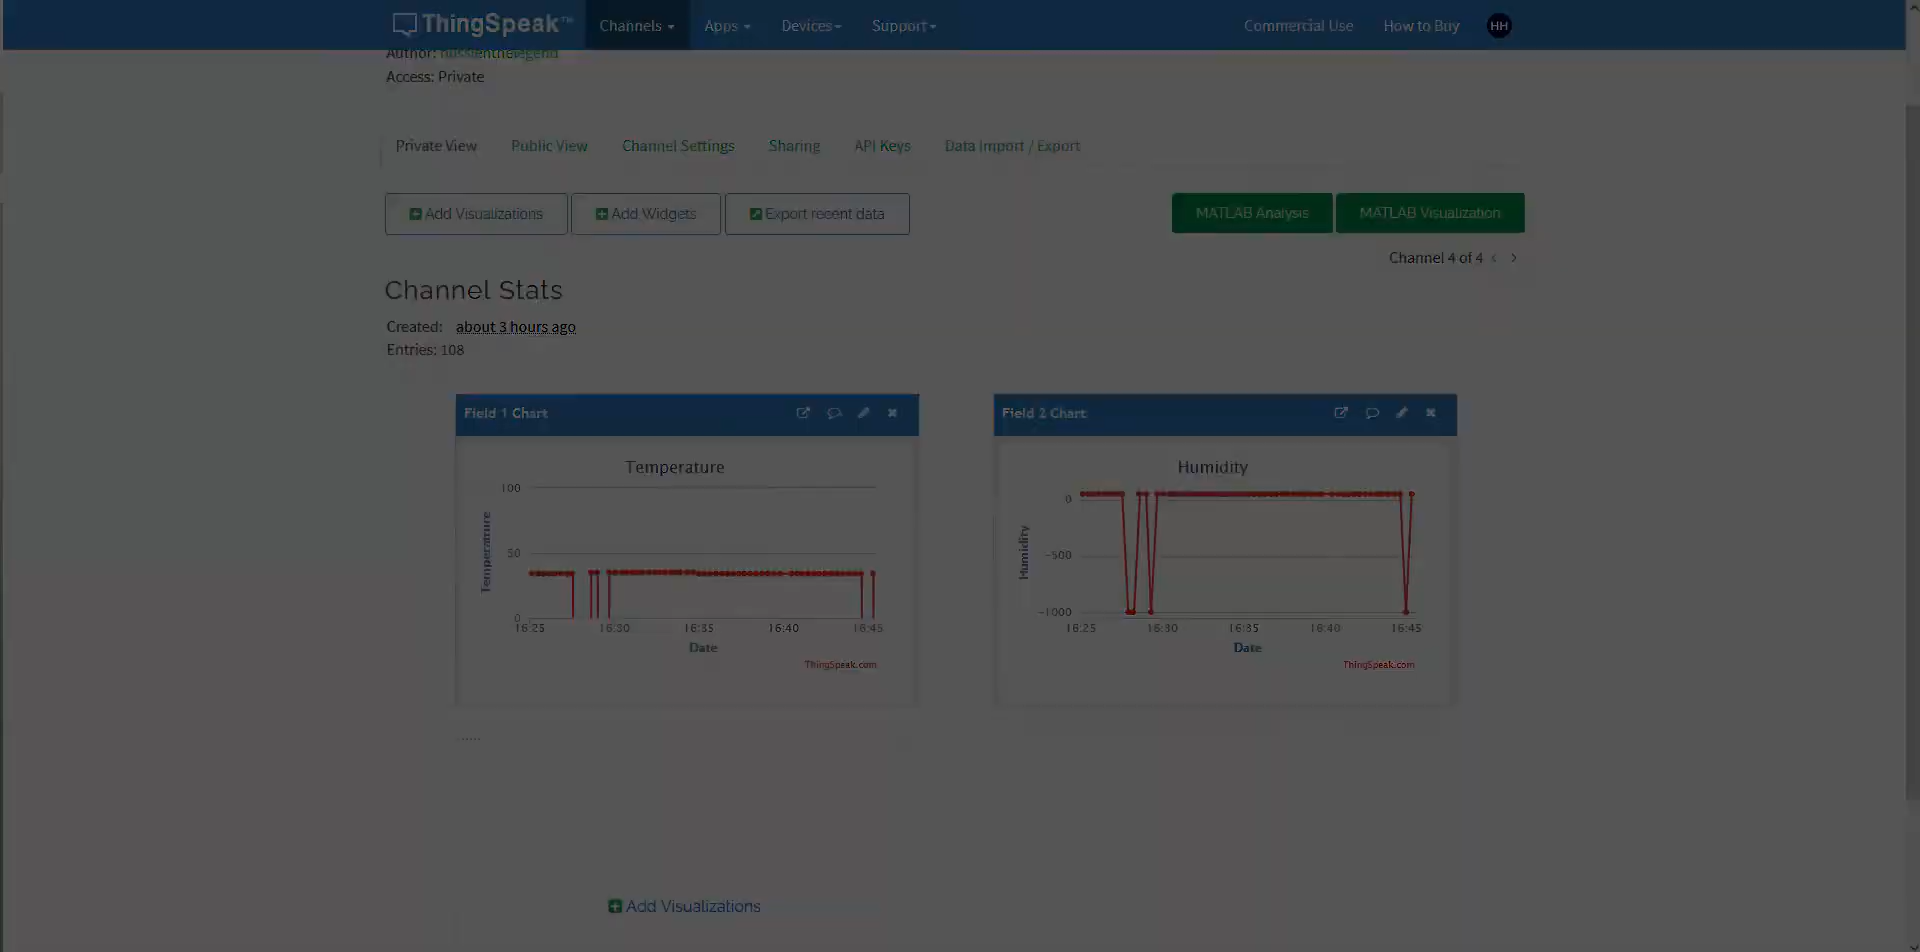 ThingSpeak™ Channels Apps Devices Support Commercial Use How to Buy HH
Author:
Access: Private
Private View Public View Channel Settings Sharing API Keys Data Import / Export
Add Visualizations Add Widgets Export recent data MATLAB Analysis MATLAB Visualization
Channel 4 of 4
Channel Stats
Created: about 3 hours ago
Entries: 108
Field 1 Chart
Temperature
Temperature
100
50
0
16:25 16:30 16:35 16:40 16:45
Date
ThingSpeak.com
Field 2 Chart
Humidity
Humidity
0
-500
-1000
16:25 16:30 16:35 16:40 16:45
Date
ThingSpeak.com
.....
Add Visualizations